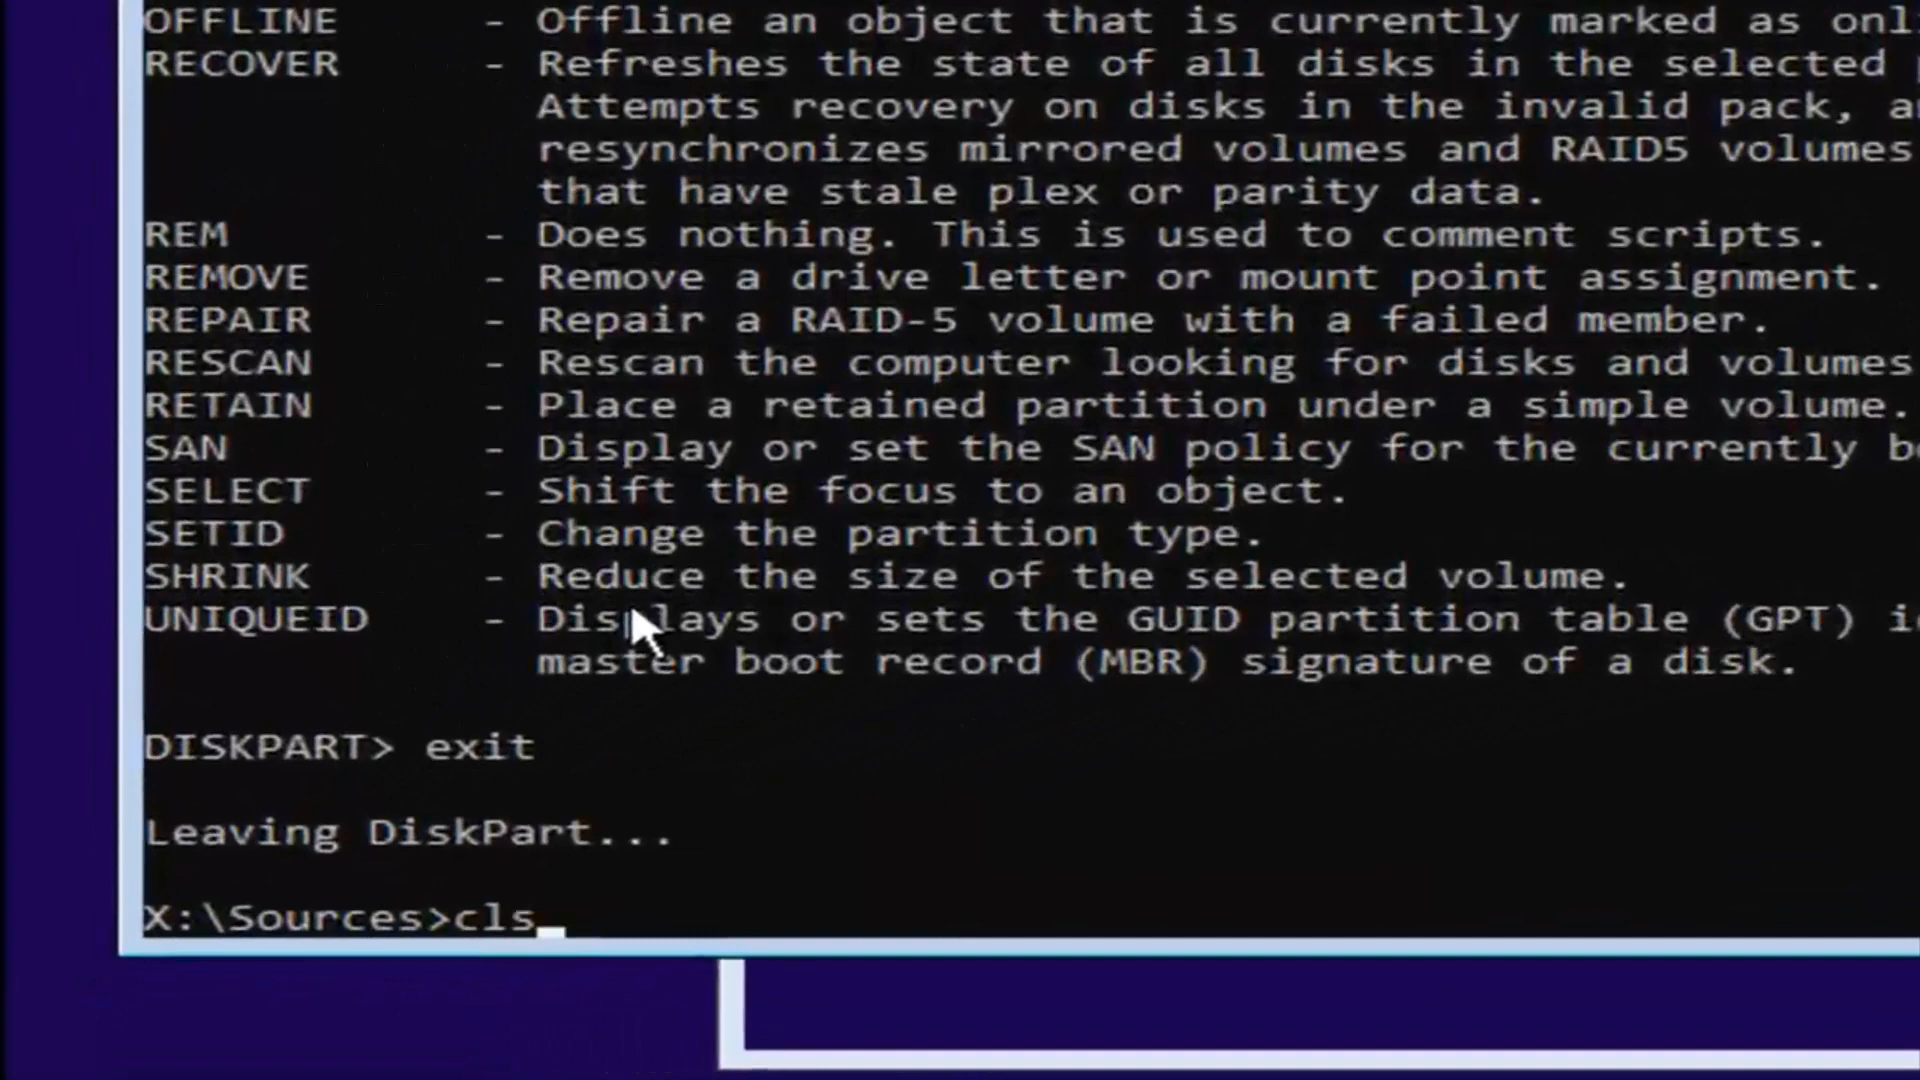 OFFLINE - Offline an object that is currently marked as onl
RECOVER - Refreshes the state of all disks in the selected
Attempts recovery on disks in the invalid pack, a
resynchronizes mirrored volumes and RAID5 volumes
that have stale plex or parity data.
REM - Does nothing. This is used to comment scripts.
REMOVE - Remove a drive letter or mount point assignment.
REPAIR - Repair a RAID-5 volume with a failed member.
RESCAN - Rescan the computer looking for disks and volumes
RETAIN - Place a retained partition under a simple volume.
SAN - Display or set the SAN policy for the currently b
SELECT - Shift the focus to an object.
SETID - Change the partition type.
SHRINK - Reduce the size of the selected volume.
UNIQUEID - Displays or sets the GUID partition table (GPT) i
master boot record (MBR) signature of a disk.
DISKPART> exit
Leaving DiskPart...
X:\Sources>cls